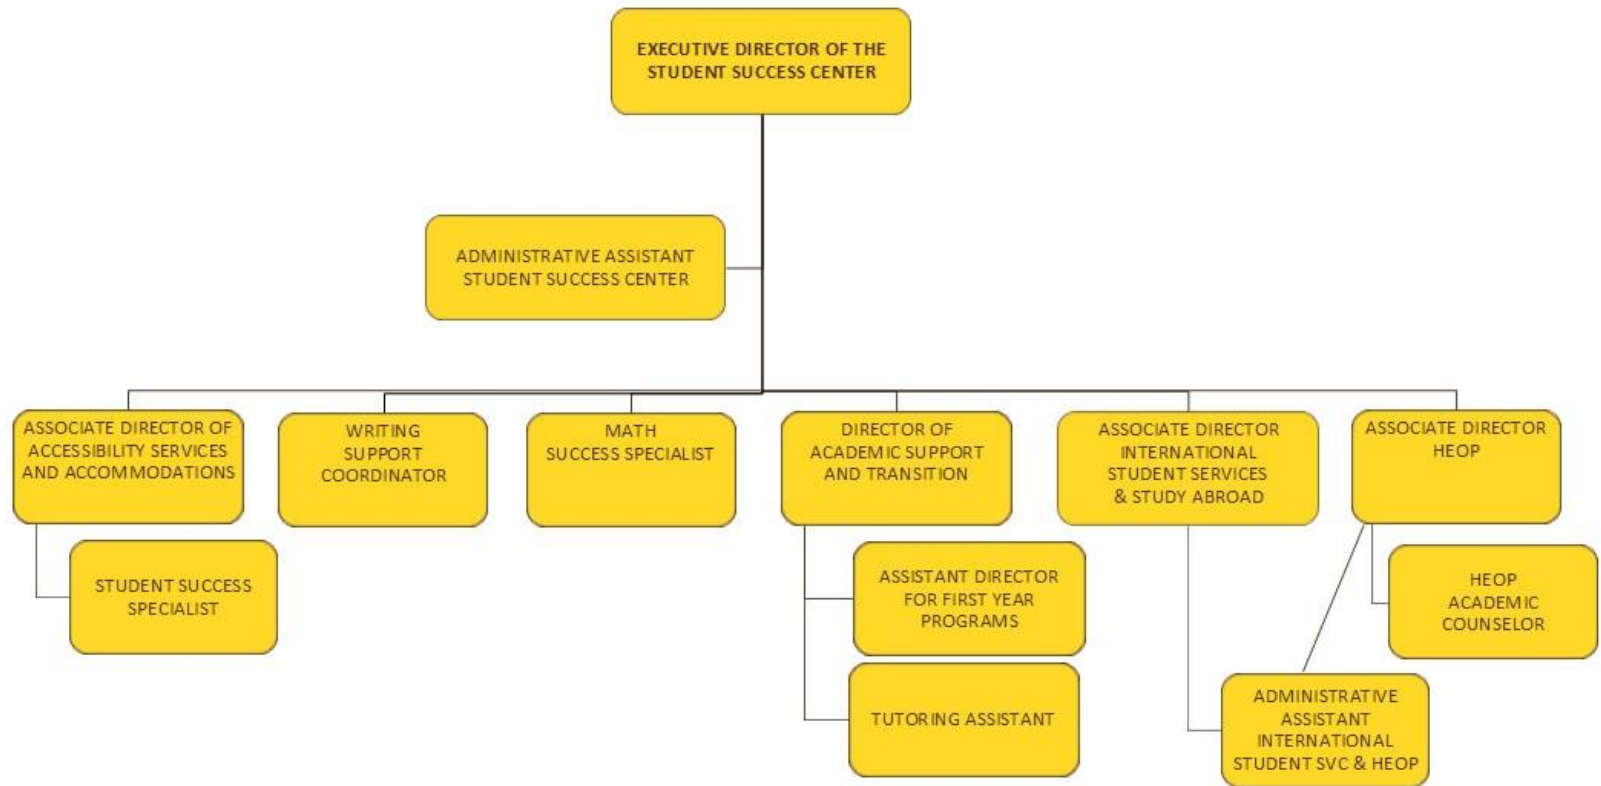 EXECUTIVE DIRECTOR OF THE
STUDENT SUCCESS CENTER
ADMINISTRATIVE ASSISTANT
STUDENT SUCCESS CENTER
ASSOCIATE DIRECTOR OF
ACCESSIBILITY SERVICES
AND ACCOMMODATIONS
WRITING
SUPPORT
COORDINATOR
MATH
SUCCESS SPECIALIST
DIRECTOR OF
ACADEMIC SUPPORT
AND TRANSITION
ASSOCIATE DIRECTOR
INTERNATIONAL
STUDENT SERVICES
& STUDY ABROAD
ASSOCIATE DIRECTOR
HEOP
STUDENT SUCCESS
SPECIALIST
ASSISTANT DIRECTOR
FOR FIRST YEAR
PROGRAMS
HEOP
ACADEMIC
COUNSELOR
TUTORING ASSISTANT
ADMINISTRATIVE
ASSISTANT
INTERNATIONAL
STUDENT SVC & HEOP